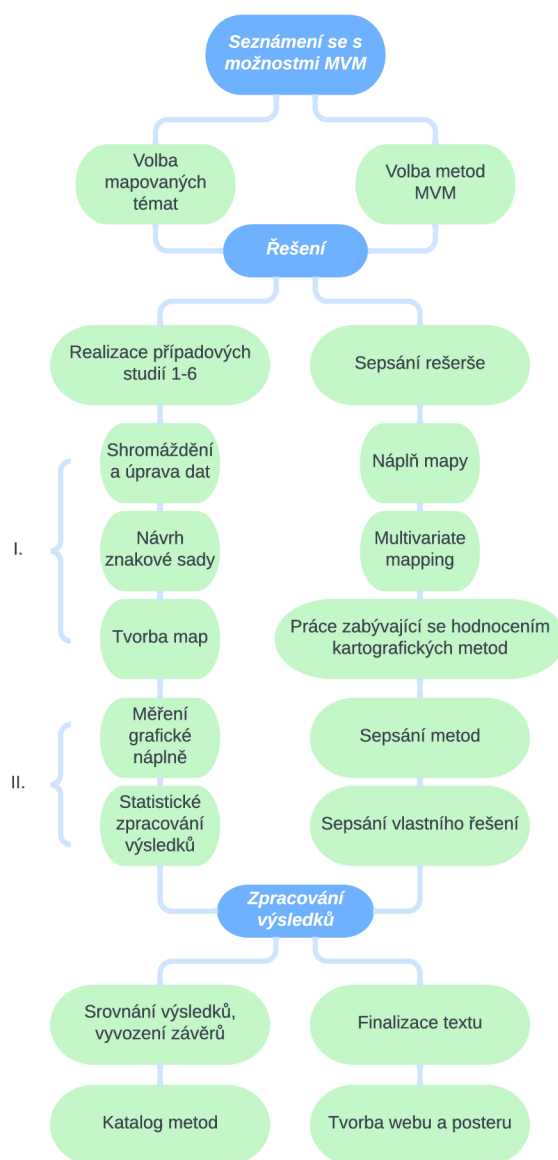 Seznámení se s
možnostmi MVM
Volba
mapovaných
témat
Volba metod
MVM
Řešení
Realizace případových
studií 1-6
Sepsání rešerše
Shromáždění
a úprava dat
Náplň mapy
I.
Návrh
znakové sady
Multivariate
mapping
Tvorba map
Práce zabývající se hodnocením
kartografických metod
Měření
grafické
náplně
Sepsání metod
II.
Statistické
zpracování
výsledků
Sepsání vlastního řešení
Zpracování
výsledků
Srovnání výsledků,
vyvození závěrů
Finalizace textu
Katalog metod
Tvorba webu a posteru